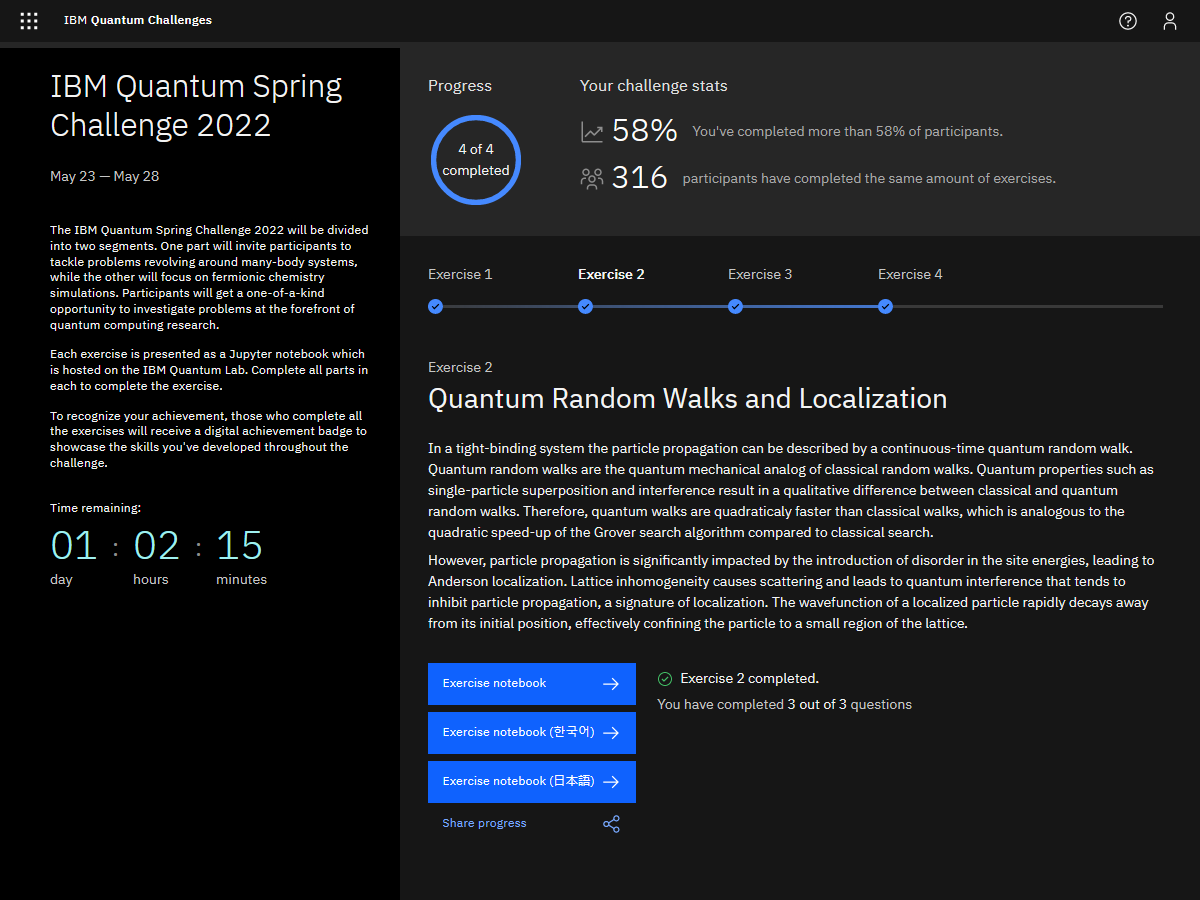 IBM Quantum Challenges
IBM Quantum Spring
Challenge 2022
May 23 — May 28
The IBM Quantum Spring Challenge 2022 will be divided
into two segments. One part will invite participants to
tackle problems revolving around many-body systems,
while the other will focus on fermionic chemistry
simulations. Participants will get a one-of-a-kind
opportunity to investigate problems at the forefront of
quantum computing research.
Each exercise is presented as a Jupyter notebook which
is hosted on the IBM Quantum Lab. Complete all parts in
each to complete the exercise.
To recognize your achievement, those who complete all
the exercises will receive a digital achievement badge to
showcase the skills you've developed throughout the
challenge.
Time remaining:
01 : 02 : 15
day hours minutes
Progress
4 of 4
completed
Your challenge stats
58% You've completed more than 58% of participants.
316 participants have completed the same amount of exercises.
Exercise 1 Exercise 2 Exercise 3 Exercise 4
Exercise 2
Quantum Random Walks and Localization
In a tight-binding system the particle propagation can be described by a continuous-time quantum random walk.
Quantum random walks are the quantum mechanical analog of classical random walks. Quantum properties such as
single-particle superposition and interference result in a qualitative difference between classical and quantum
random walks. Therefore, quantum walks are quadraticaly faster than classical walks, which is analogous to the
quadratic speed-up of the Grover search algorithm compared to classical search.
However, particle propagation is significantly impacted by the introduction of disorder in the site energies, leading to
Anderson localization. Lattice inhomogeneity causes scattering and leads to quantum interference that tends to
inhibit particle propagation, a signature of localization. The wavefunction of a localized particle rapidly decays away
from its initial position, effectively confining the particle to a small region of the lattice.
Exercise notebook
Exercise notebook (한국어)
Exercise notebook (日本語)
Share progress
Exercise 2 completed.
You have completed 3 out of 3 questions